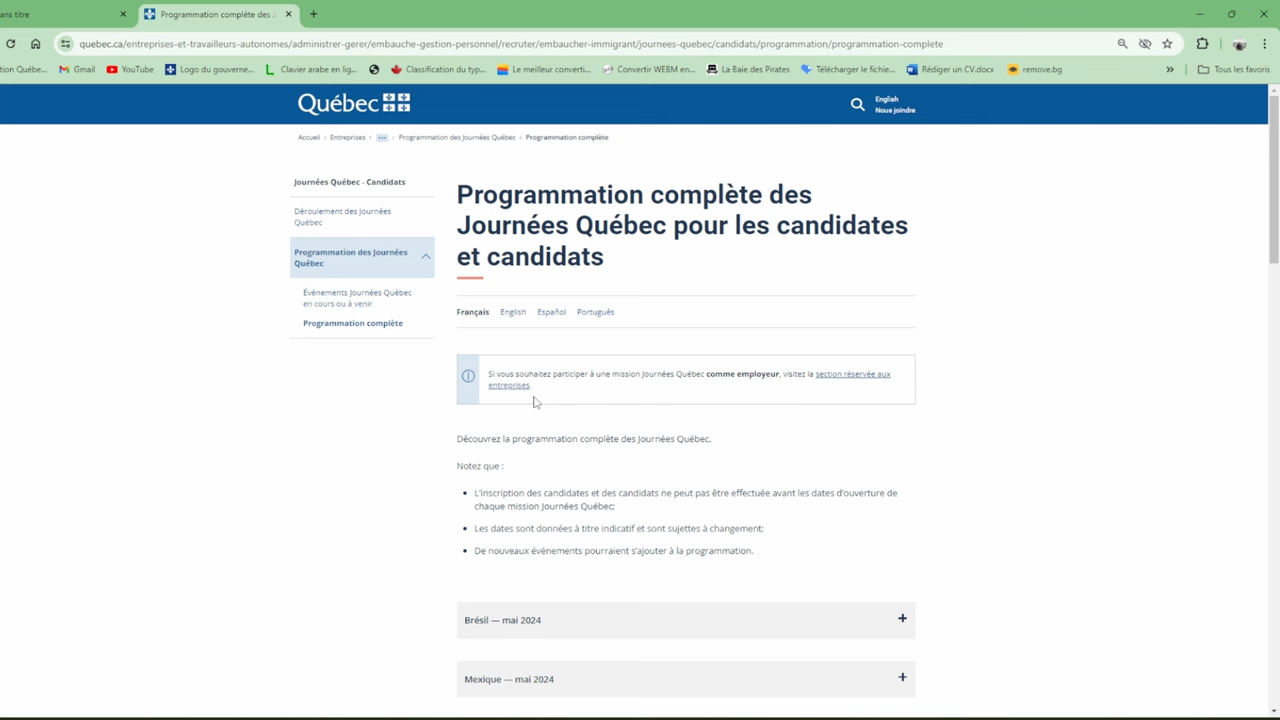 ans titre
Programmation complète des J
quebec.ca/entreprises-et-travailleurs-autonomes/administrer-gerer/embauche-gestion-personnel/recruter/embaucher-immigrant/journees-quebec/candidats/programmation/programmation-complete
tion Québe... Gmail YouTube Logo du gouverne... Clavier arabe en lig... Classification du typ... Le meilleur converti... Convertir WEBM en... La Baie des Pirates Télécharger le fichie... Rédiger un CV.docx remove.bg » Tous les favoris
Québec
English
Nous joindre
Accueil Entreprises ... Programmation des Journées Québec Programmation complète
Journées Québec - Candidats
Déroulement des Journées
Québec
Programmation des Journées
Québec
Événements Journées Québec
en cours ou à venir
Programmation complète
Programmation complète des
Journées Québec pour les candidates
et candidats
Français English Español Português
Si vous souhaitez participer à une mission Journées Québec comme employeur, visitez la section réservée aux
entreprises.
Découvrez la programmation complète des Journées Québec.
Notez que :
• L'inscription des candidates et des candidats ne peut pas être effectuée avant les dates d'ouverture de
chaque mission Journées Québec;
• Les dates sont données à titre indicatif et sont sujettes à changement;
• De nouveaux événements pourraient s'ajouter à la programmation.
Brésil — mai 2024
Mexique — mai 2024